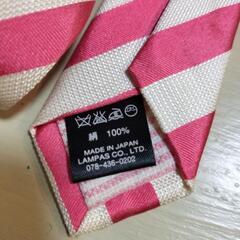 絹 100%
MADE IN JAPAN
LAMPAS CO., LTD.
078-436-0202